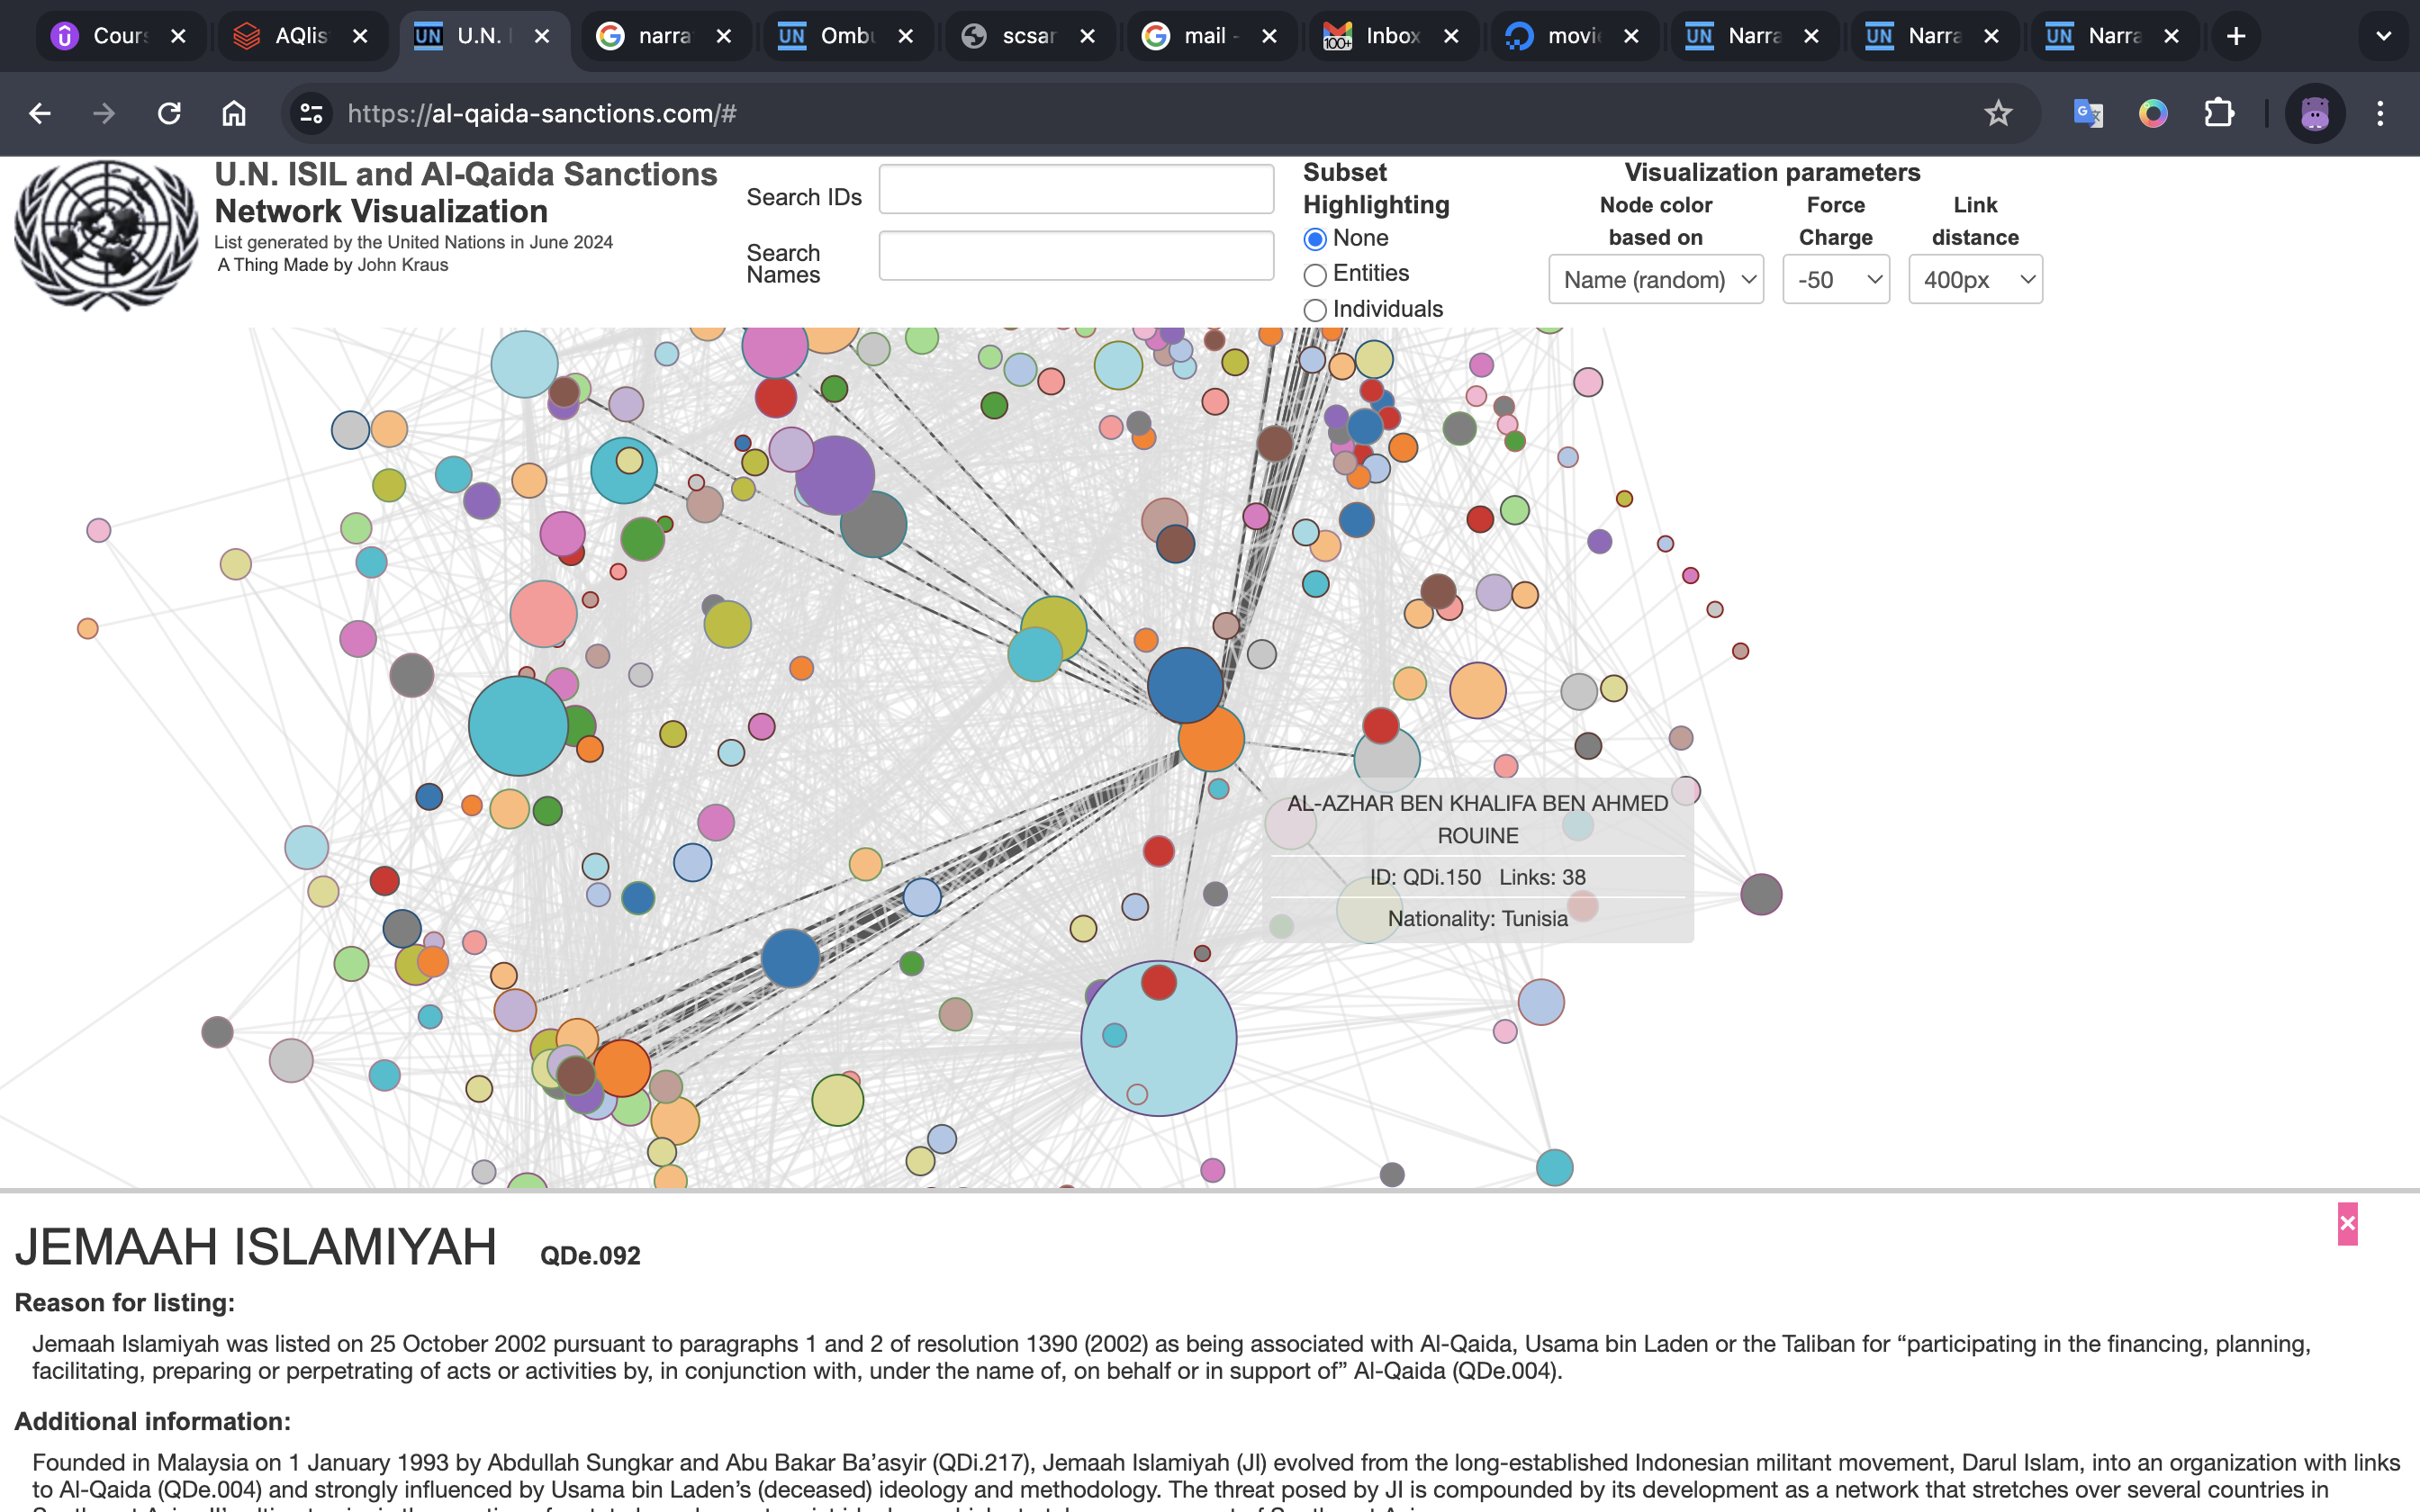 Cours
AQlis
U.N.
narra
Ombu
scsan
mail -
Inbox
100+
movie
Narra
Narra
Narra
https://al-qaida-sanctions.com/#
U.N. ISIL and Al-Qaida Sanctions
Network Visualization
List generated by the United Nations in June 2024
A Thing Made by John Kraus
Search IDs
Search
Names
Subset
Highlighting
None
Entities
Individuals
Visualization parameters
Node color
based on
Force
Charge
Link
distance
Name (random)
-50
400px
AL-AZHAR BEN KHALIFA BEN AHMED
ROUINE
ID: QDi.150 Links: 38
Nationality: Tunisia
JEMAAH ISLAMIYAH QDe.092
Reason for listing:
Jemaah Islamiyah was listed on 25 October 2002 pursuant to paragraphs 1 and 2 of resolution 1390 (2002) as being associated with Al-Qaida, Usama bin Laden or the Taliban for “participating in the financing, planning,
facilitating, preparing or perpetrating of acts or activities by, in conjunction with, under the name of, on behalf or in support of” Al-Qaida (QDe.004).
Additional information:
Founded in Malaysia on 1 January 1993 by Abdullah Sungkar and Abu Bakar Ba’asyir (QDi.217), Jemaah Islamiyah (JI) evolved from the long-established Indonesian militant movement, Darul Islam, into an organization with links
to Al-Qaida (QDe.004) and strongly influenced by Usama bin Laden’s (deceased) ideology and methodology. The threat posed by JI is compounded by its development as a network that stretches over several countries in